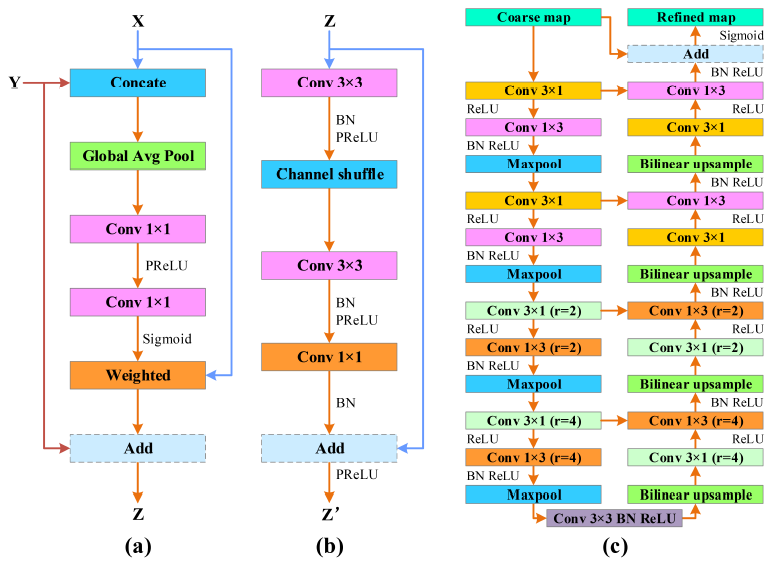 X
Y
Concate
Global Avg Pool
Conv 1×1
PReLU
Conv 1×1
Sigmoid
Weighted
Add
Z
(a)
Z
Conv 3×3
BN
PReLU
Channel shuffle
Conv 3×3
BN
PReLU
Conv 1×1
BN
Add
PReLU
Z’
(b)
Coarse map
Conv 3×1
ReLU
Conv 1×3
BN ReLU
Maxpool
Conv 3×1
ReLU
Conv 1×3
BN ReLU
Maxpool
Conv 3×1 (r=2)
ReLU
Conv 1×3 (r=2)
BN ReLU
Maxpool
Conv 3×1 (r=4)
ReLU
Conv 1×3 (r=4)
BN ReLU
Maxpool
Conv 3×3 BN ReLU
Refined map
Sigmoid
Add
BN ReLU
Conv 1×3
ReLU
Conv 3×1
Bilinear upsample
BN ReLU
Conv 1×3
ReLU
Conv 3×1
Bilinear upsample
BN ReLU
Conv 1×3 (r=2)
ReLU
Conv 3×1 (r=2)
Bilinear upsample
BN ReLU
Conv 1×3 (r=4)
ReLU
Conv 3×1 (r=4)
Bilinear upsample
(c)